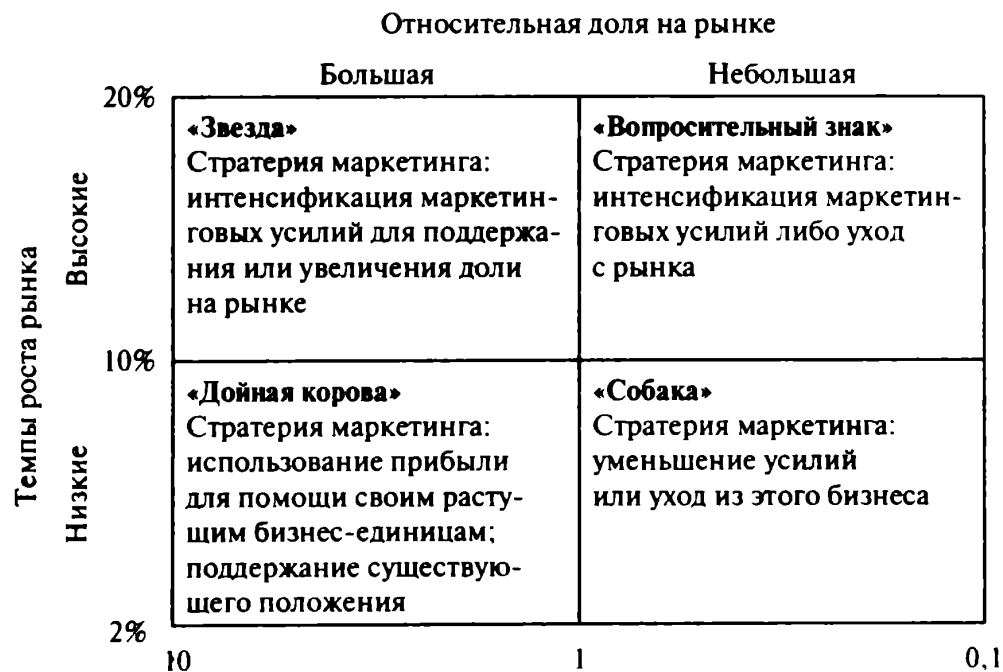 Относительная доля на рынке
Большая
Небольшая
20%
«Звезда»
Стратерия маркетинга:
интенсификация маркетин-
говых усилий для поддержа-
ния или увеличения доли
на рынке
«Вопросительный знак»
Стратерия маркетинга:
интенсификация маркетин-
говых усилий либо уход
с рынка
Темпы роста рынка
Высокие
10%
«Дойная корова»
Стратерия маркетинга:
использование прибыли
для помощи своим расту-
щим бизнес-единицам;
поддержание существую-
щего положения
«Собака»
Стратерия маркетинга:
уменьшение усилий
или уход из этого бизнеса
Низкие
2%
10
1
0,1